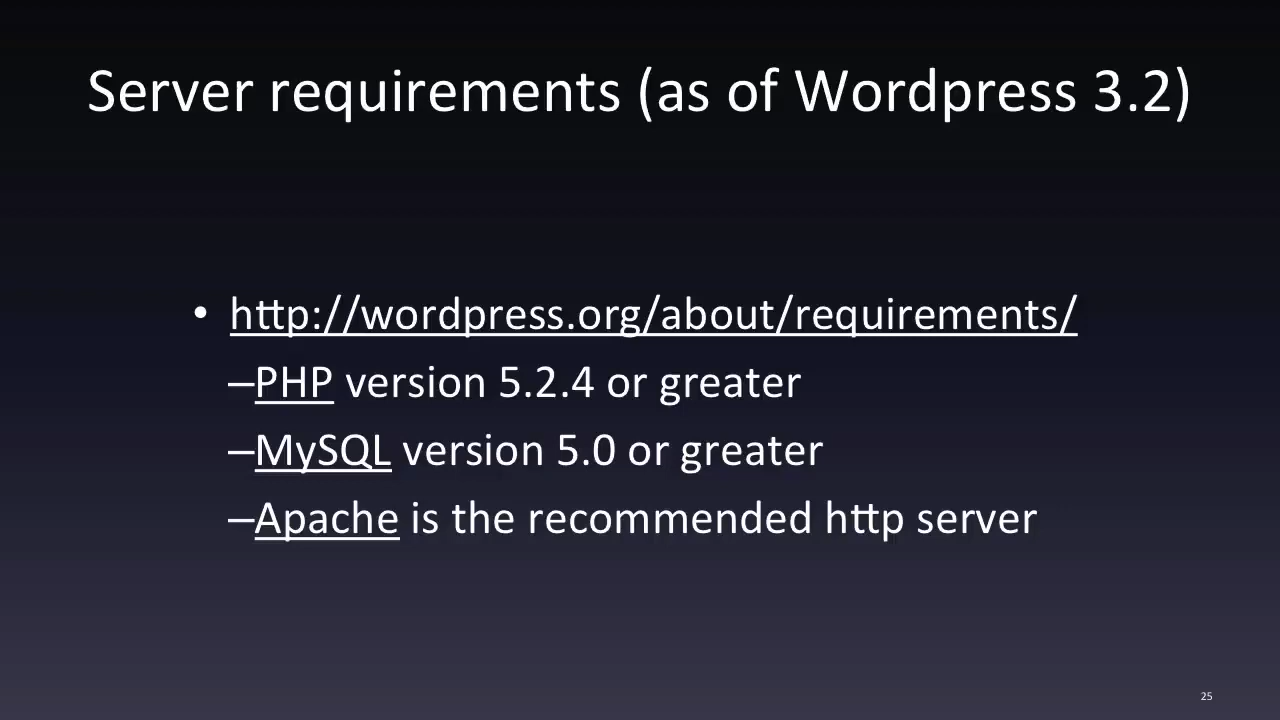 Server requirements (as of Wordpress 3.2)
• http://wordpress.org/about/requirements/
–PHP version 5.2.4 or greater
–MySQL version 5.0 or greater
–Apache is the recommended http server
25